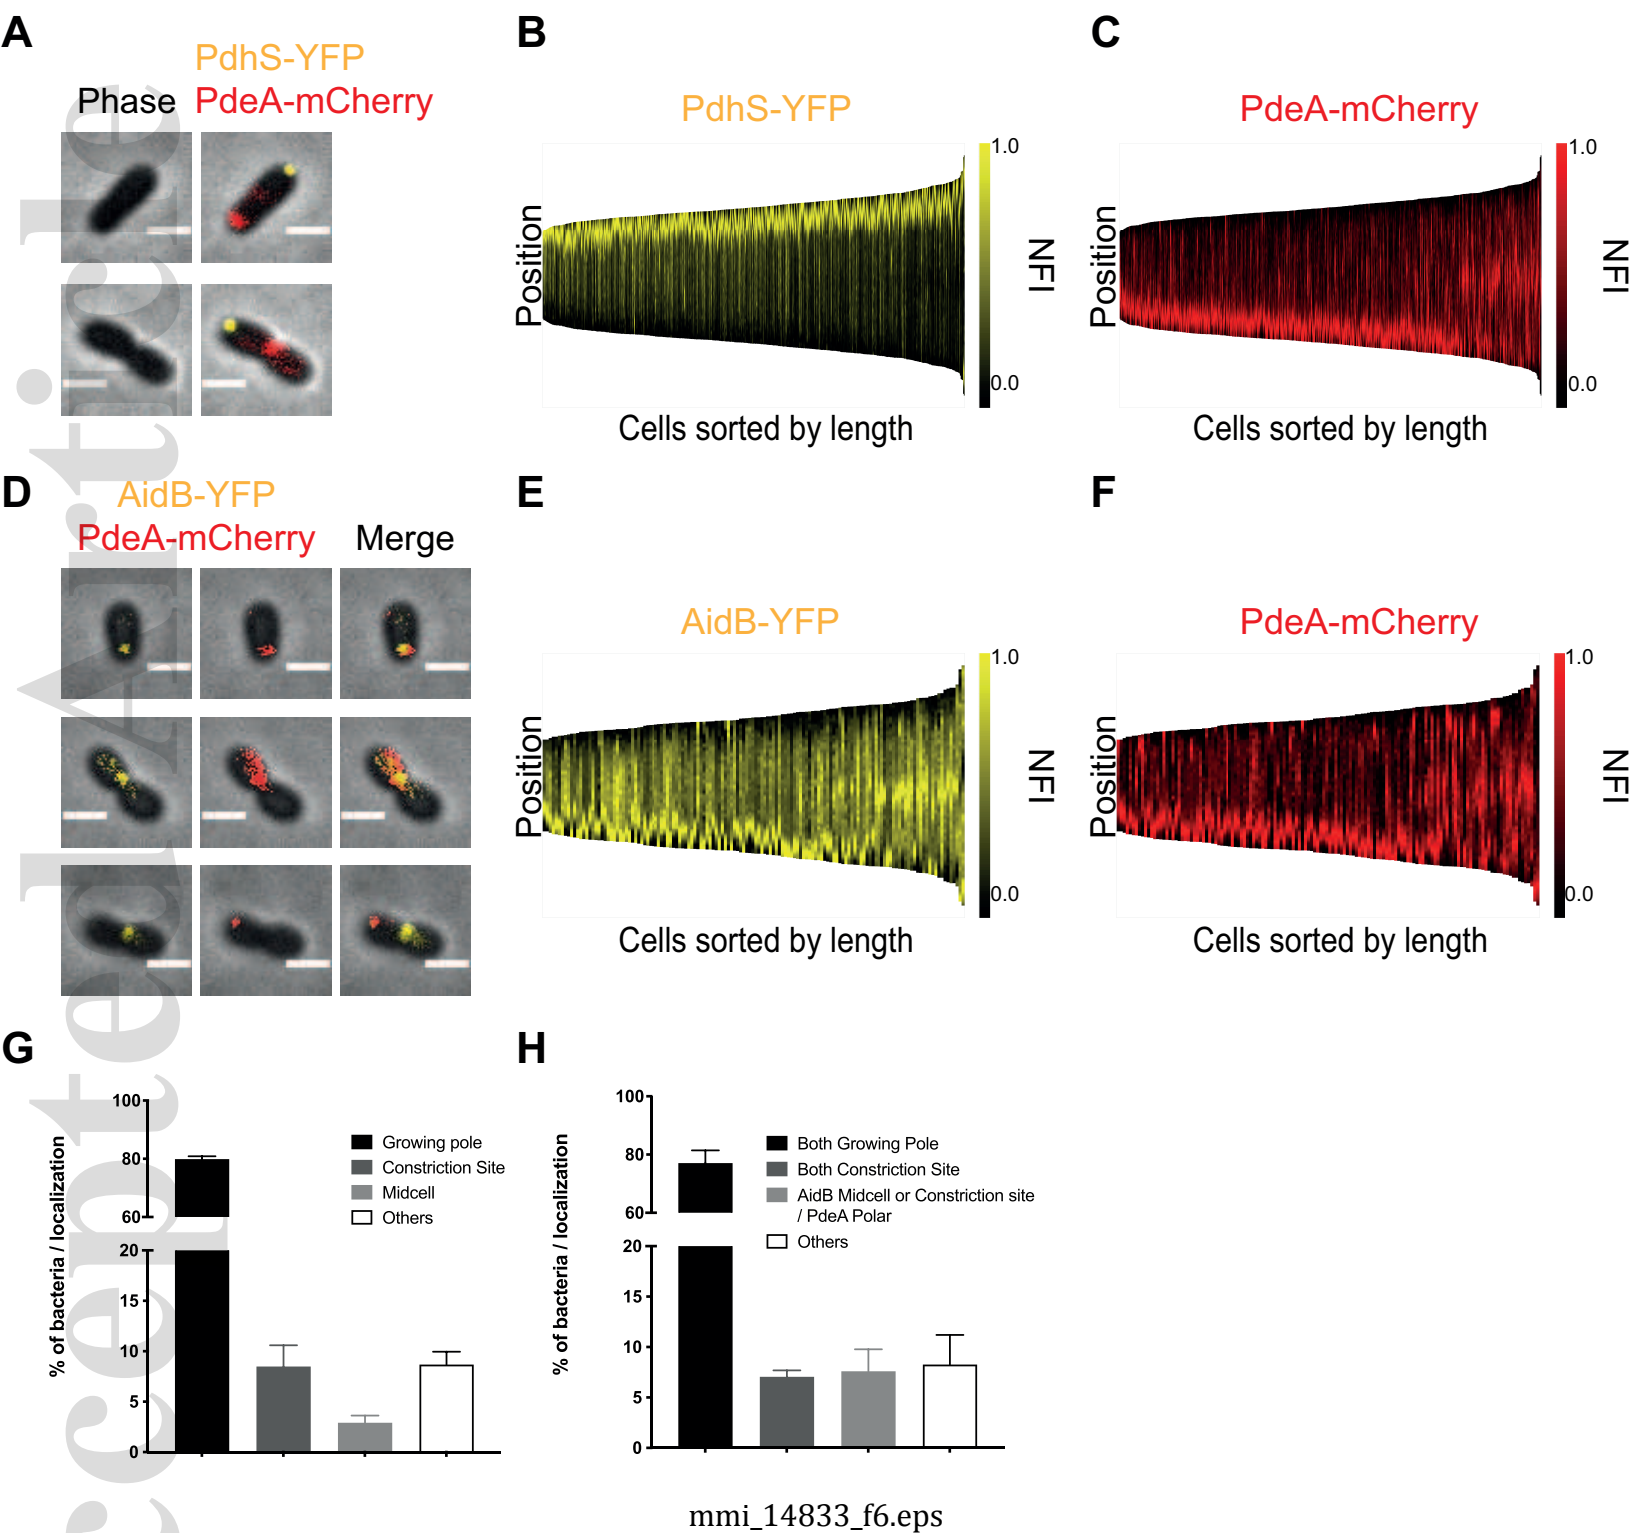 A
PdhS-YFP
Phase PdeA-mCherry
B
PdhS-YFP
Position
1.0
0.0
NFI
Cells sorted by length
C
PdeA-mCherry
Position
1.0
0.0
NFI
Cells sorted by length
D
AidB-YFP
PdeA-mCherry Merge
E
AidB-YFP
Position
1.0
0.0
NFI
Cells sorted by length
F
PdeA-mCherry
Position
1.0
0.0
NFI
Cells sorted by length
G
% of bacteria / localization
100
80
60
20
15
10
5
0
Growing pole
Constriction Site
Midcell
Others
H
% of bacteria / localization
100
80
60
20
15
10
5
0
Both Growing Pole
Both Constriction Site
AidB Midcell or Constriction site
/ PdeA Polar
Others
mmi_14833_f6.eps
ccepted Article